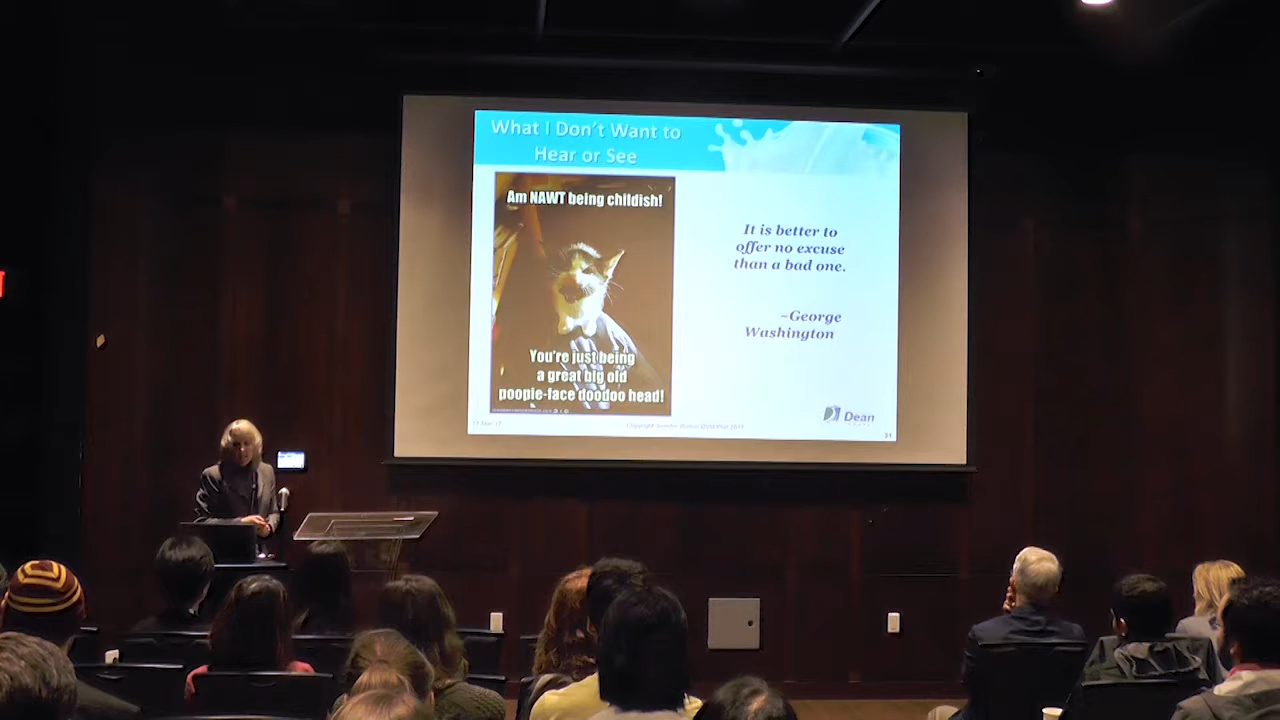 What I Don't Want to
Hear or See
Am NAWT being childish!
You're just being
a great big old
poopie-face doodoo head!
It is better to
offer no excuse
than a bad one.
~George
Washington
Dean
31